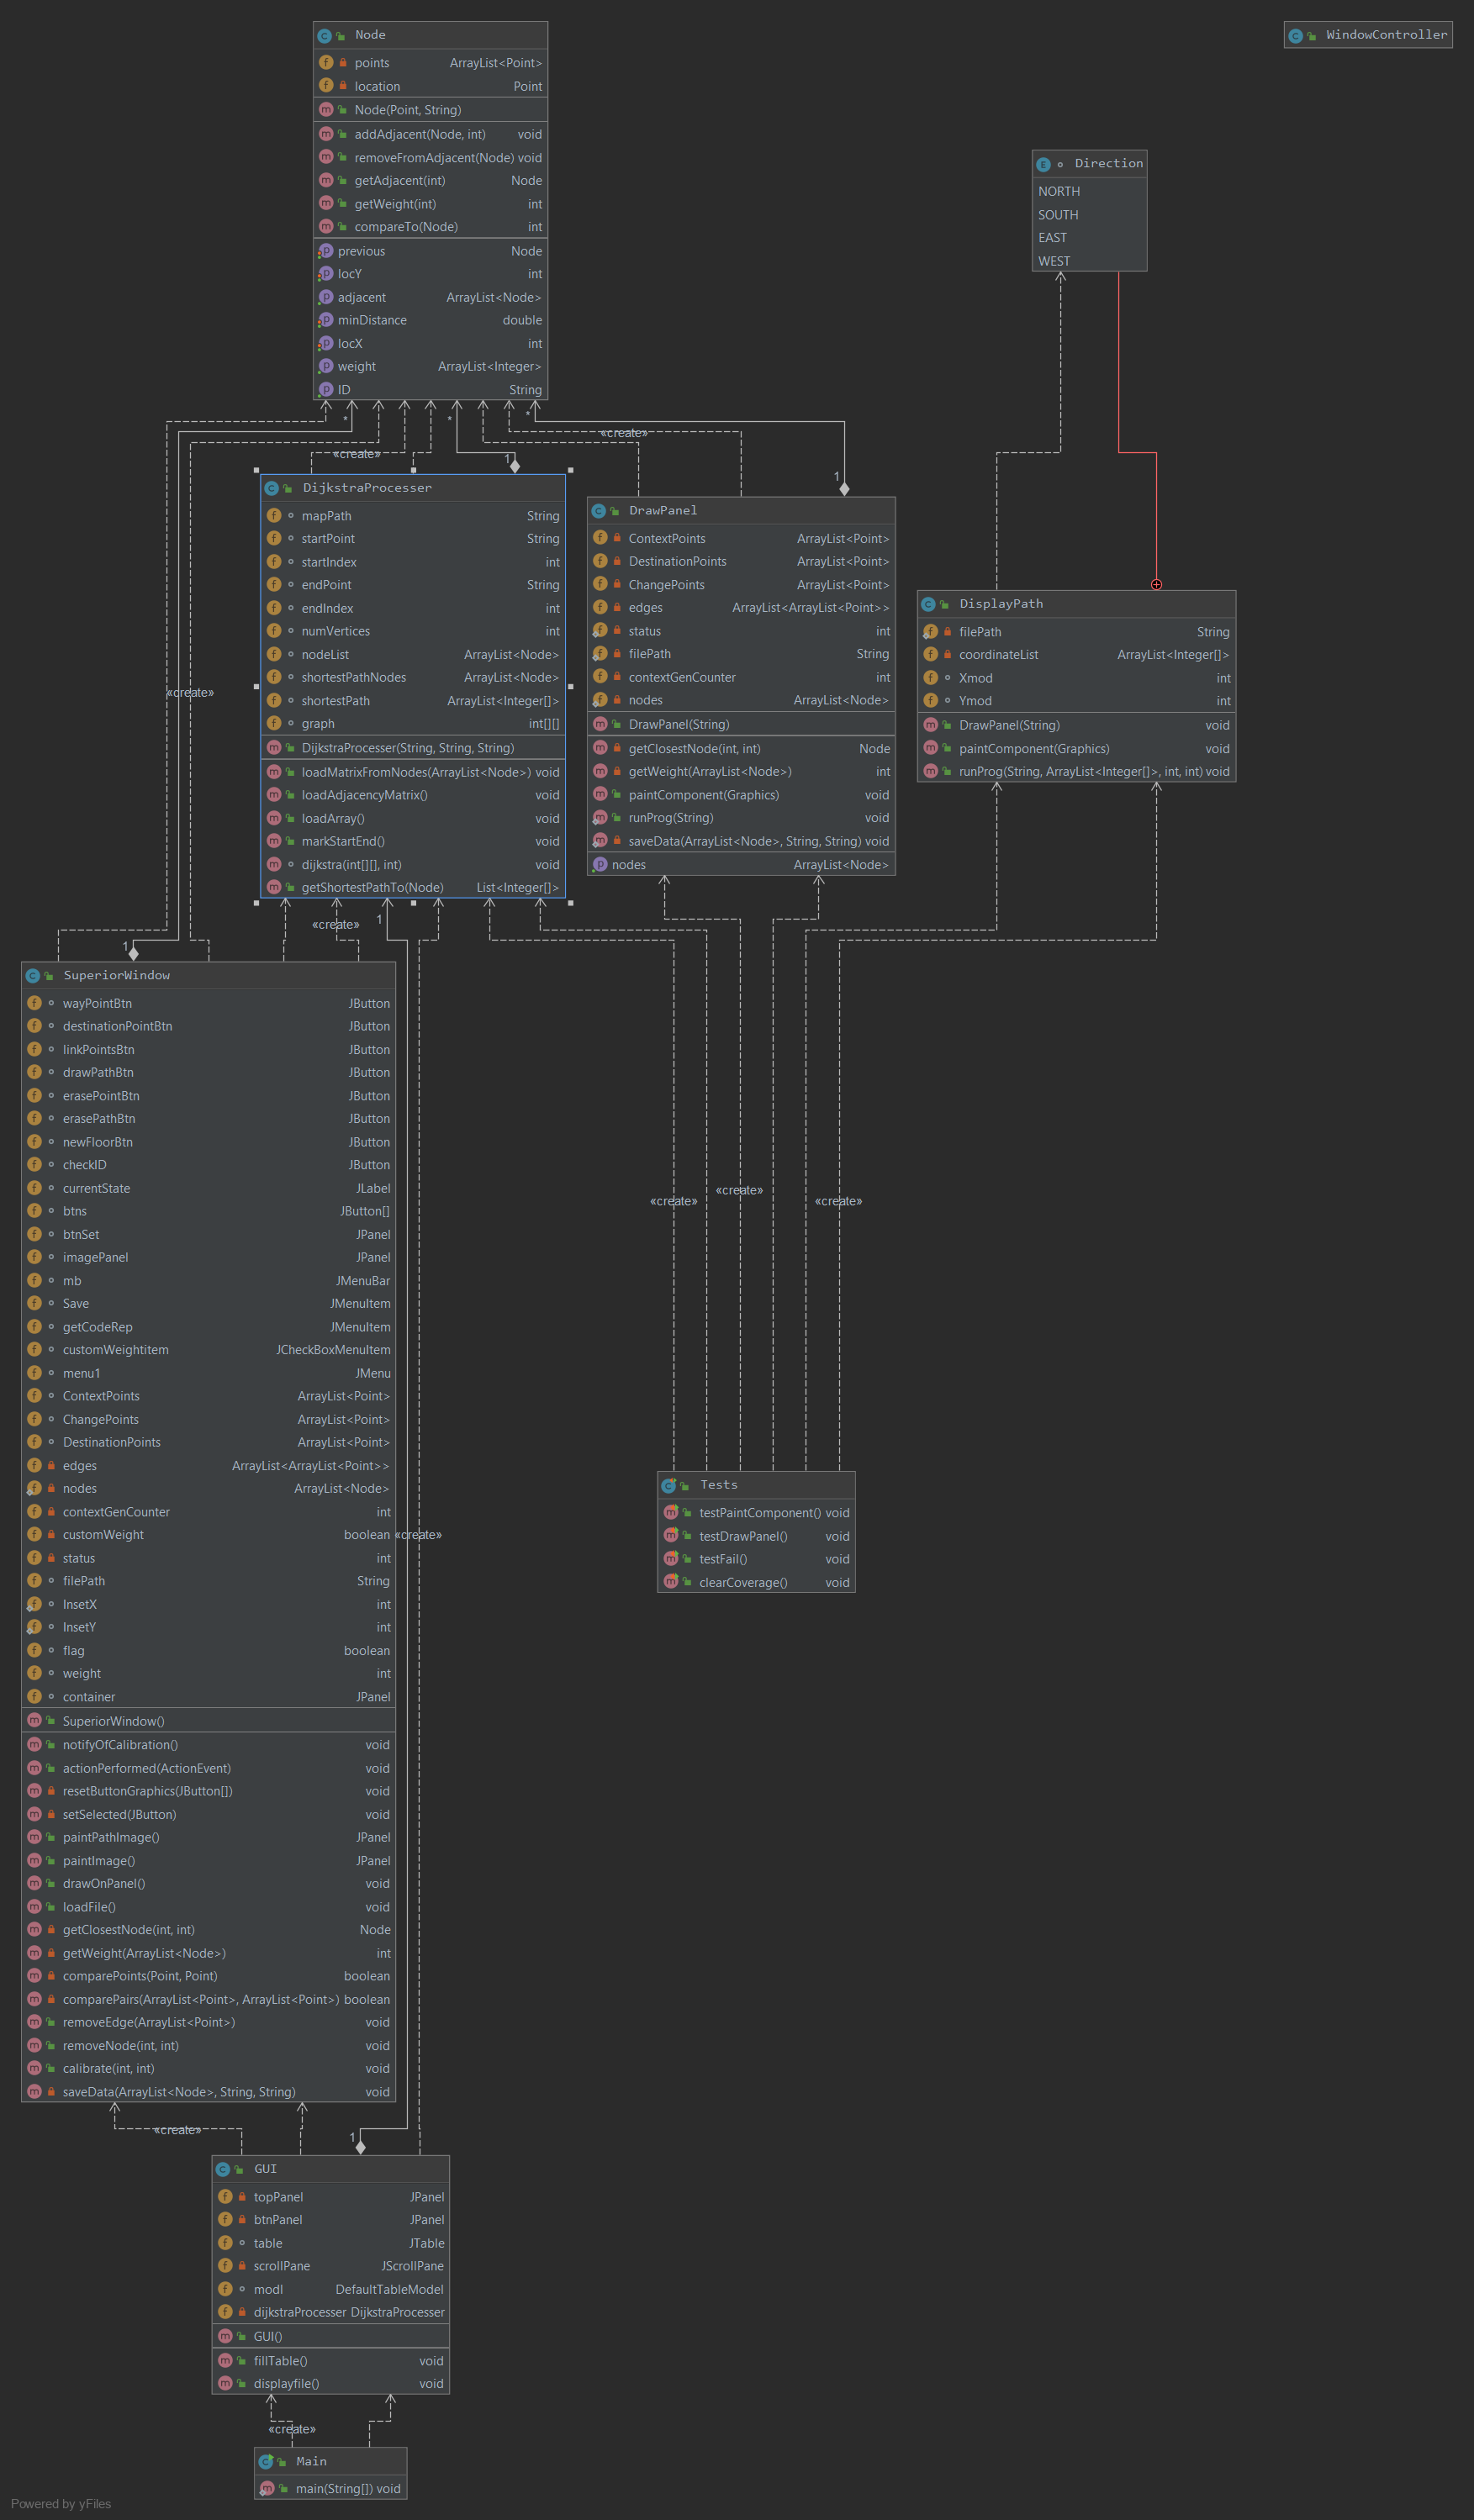 Node
points ArrayList<Point>
location Point
Node(Point, String)
addAdjacent(Node, int) void
removeFromAdjacent(Node) void
getAdjacent(int) Node
getWeight(int) int
compareTo(Node) int
previous Node
locY int
adjacent ArrayList<Node>
minDistance double
locX int
weight ArrayList<Integer>
ID String
WindowController
Direction
NORTH
SOUTH
EAST
WEST
* * *
«create»
«create»
1
1
DijkstraProcesser
mapPath String
startPoint String
startIndex int
endPoint String
endIndex int
numVertices int
nodeList ArrayList<Node>
shortestPathNodes ArrayList<Node>
shortestPath ArrayList<Integer[]>
graph int[][]
DijkstraProcesser(String, String, String)
loadMatrixFromNodes(ArrayList<Node>) void
loadAdjacencyMatrix() void
loadArray() void
markStartEnd() void
dijkstra(int[][], int) void
getShortestPathTo(Node) List<Integer[]>
DrawPanel
ContextPoints ArrayList<Point>
DestinationPoints ArrayList<Point>
ChangePoints ArrayList<Point>
edges ArrayList<ArrayList<Point>>
status int
filePath String
contextGenCounter int
nodes ArrayList<Node>
DrawPanel(String)
getClosestNode(int, int) Node
getWeight(ArrayList<Node>) int
paintComponent(Graphics) void
runProg(String) void
saveData(ArrayList<Node>, String, String) void
nodes ArrayList<Node>
DisplayPath
filePath String
coordinateList ArrayList<Integer[]>
Xmod int
Ymod int
DrawPanel(String) void
paintComponent(Graphics) void
runProg(String, ArrayList<Integer[]>, int, int) void
«create»
«create»
1
1
SuperiorWindow
wayPointBtn JButton
destinationPointBtn JButton
linkPointsBtn JButton
drawPathBtn JButton
erasePointBtn JButton
erasePathBtn JButton
newFloorBtn JButton
checkID JButton
currentState JLabel
btns JButton[]
btnSet JPanel
imagePanel JPanel
mb JMenuBar
Save JMenuItem
getCodeRep JMenuItem
customWeightitem JCheckBoxMenuItem
menu1 JMenu
ContextPoints ArrayList<Point>
ChangePoints ArrayList<Point>
DestinationPoints ArrayList<Point>
edges ArrayList<ArrayList<Point>>
nodes ArrayList<Node>
contextGenCounter int
customWeight boolean
status int
filePath String
InsetX int
InsetY int
flag boolean
weight int
container JPanel
SuperiorWindow()
notifyOfCalibration() void
actionPerformed(ActionEvent) void
resetButtonGraphics(JButton[]) void
setSelected(JButton) void
paintPathImage() JPanel
paintImage() JPanel
drawOnPanel() void
loadFile() void
getClosestNode(int, int) Node
getWeight(ArrayList<Node>) int
comparePoints(Point, Point) boolean
comparePairs(ArrayList<Point>, ArrayList<Point>) boolean
removeEdge(ArrayList<Point>) void
removeNode(int, int) void
calibrate(int, int) void
saveData(ArrayList<Node>, String, String) void
«create»
«create» «create» «create»
Tests
testPaintComponent() void
testDrawPanel() void
testFail() void
clearCoverage() void
«create»
1
GUI
topPanel JPanel
btnPanel JPanel
table JTable
scrollPane JScrollPane
modl DefaultTableModel
dijkstraProcesser DijkstraProcesser
GUI()
fillTable() void
displayfile() void
«create»
Main
main(String[]) void
Powered by yFiles